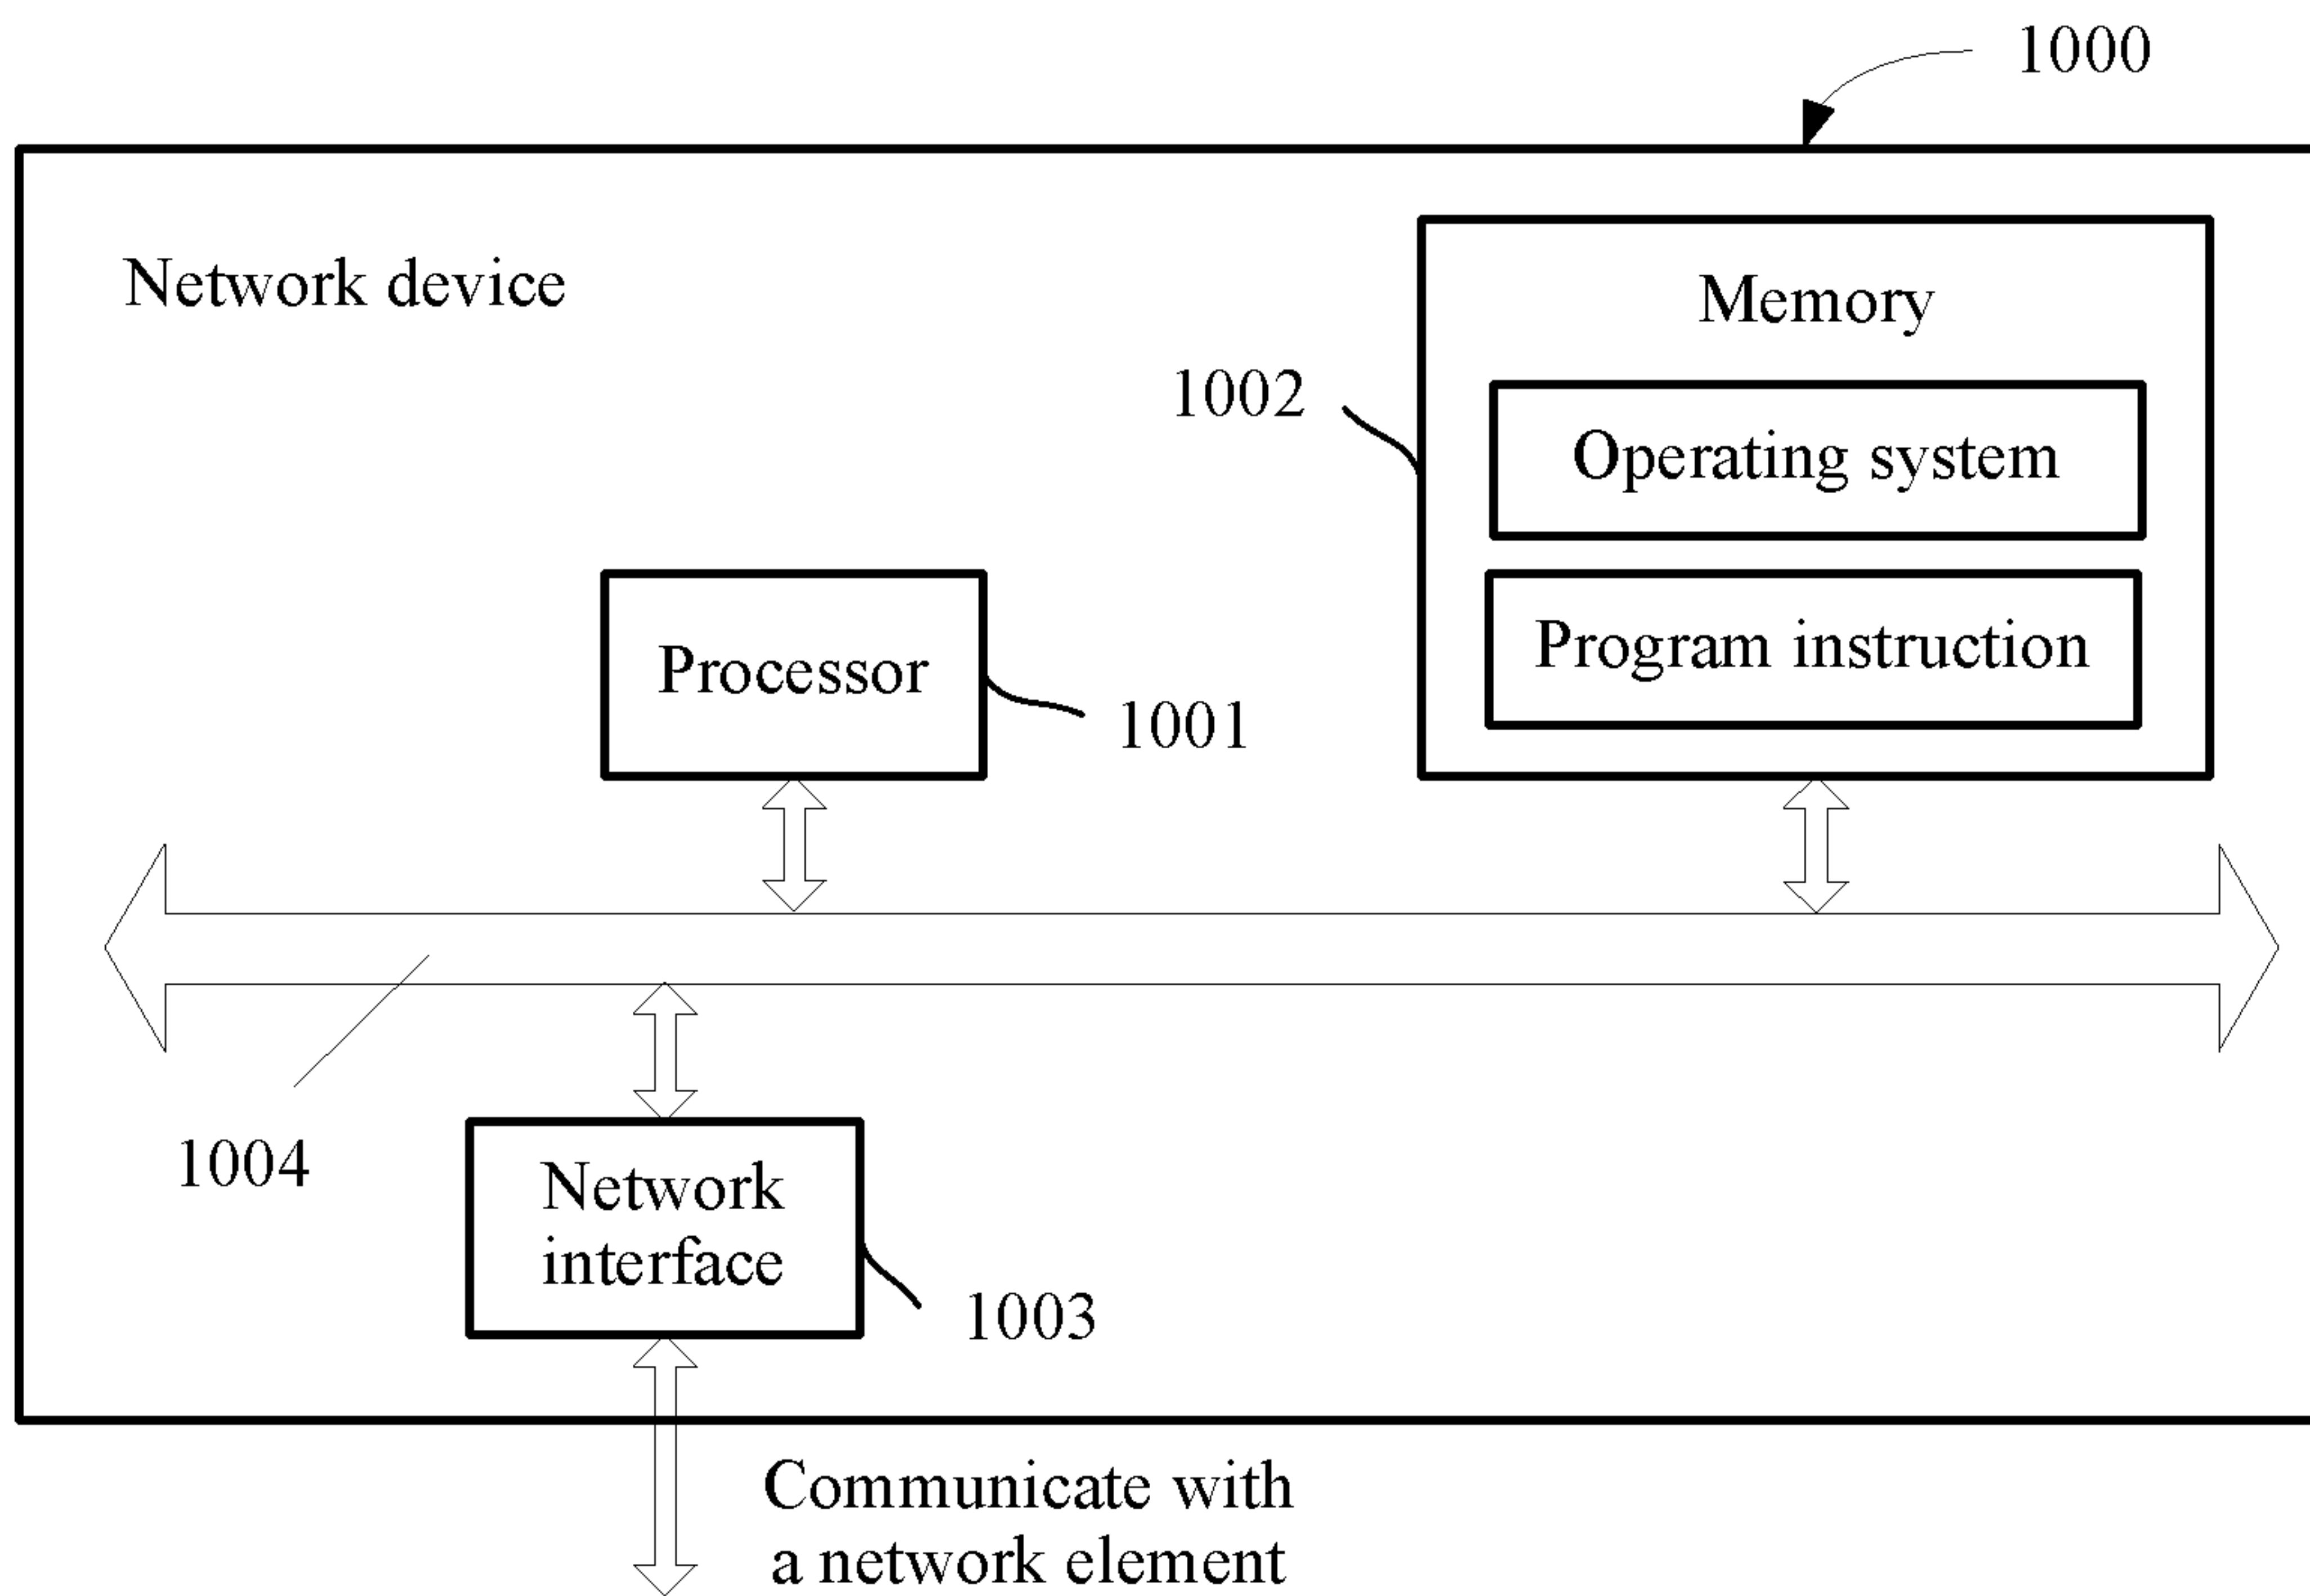 1000
Network device
Memory
1002
Operating system
Program instruction
Processor
1001
1004
Network
interface
1003
Communicate with
a network element